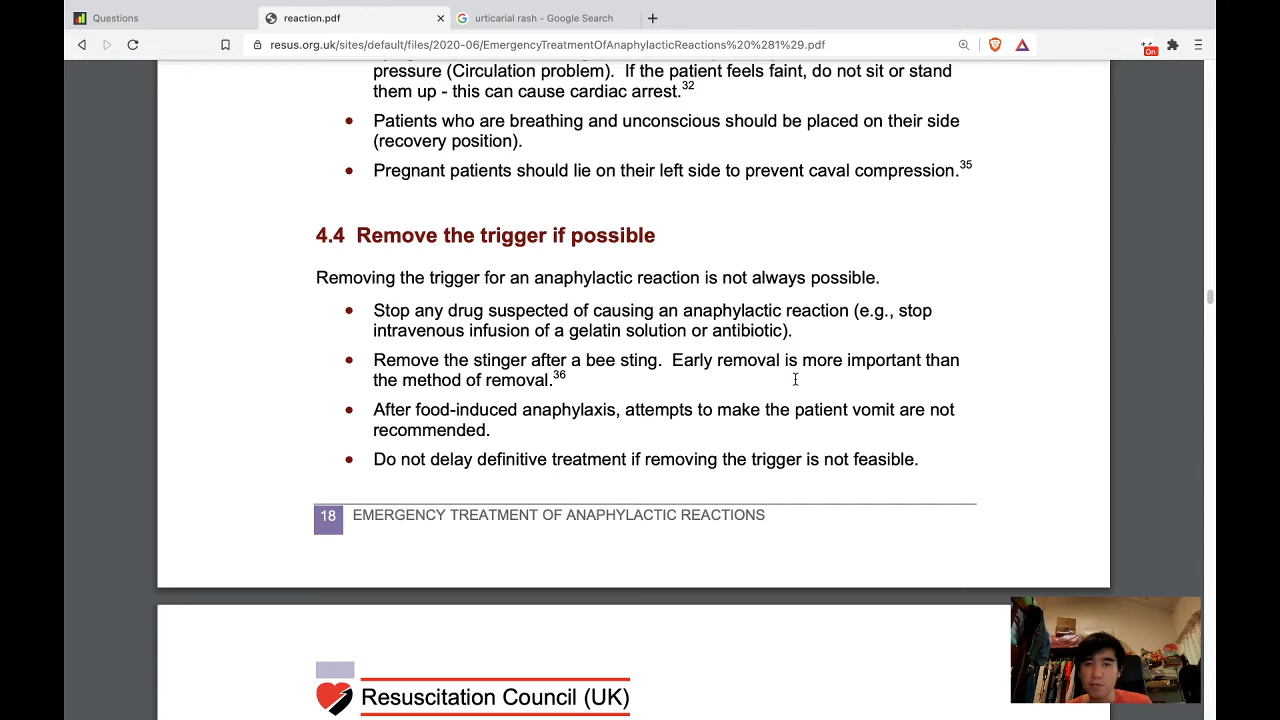 Questions
reaction.pdf
urticarial rash - Google Search
resus.org.uk/sites/default/files/2020-06/EmergencyTreatmentOfAnaphylacticReactions%20%281%29.pdf
On
pressure (Circulation problem). If the patient feels faint, do not sit or stand
them up - this can cause cardiac arrest.32
• Patients who are breathing and unconscious should be placed on their side
(recovery position).
• Pregnant patients should lie on their left side to prevent caval compression.35
4.4 Remove the trigger if possible
Removing the trigger for an anaphylactic reaction is not always possible.
• Stop any drug suspected of causing an anaphylactic reaction (e.g., stop
intravenous infusion of a gelatin solution or antibiotic).
• Remove the stinger after a bee sting. Early removal is more important than
the method of removal.36
• After food-induced anaphylaxis, attempts to make the patient vomit are not
recommended.
• Do not delay definitive treatment if removing the trigger is not feasible.
18 EMERGENCY TREATMENT OF ANAPHYLACTIC REACTIONS
Resuscitation Council (UK)